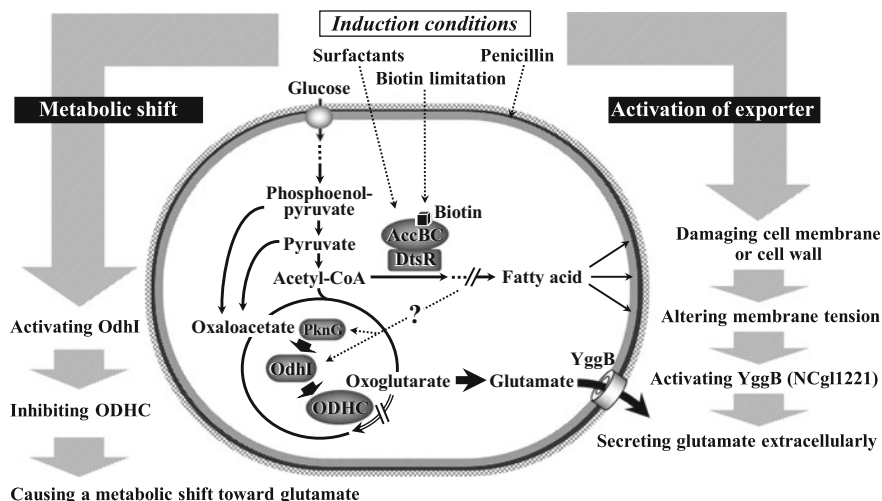 Induction conditions
Surfactants
Penicillin
Biotin limitation
Glucose
Metabolic shift
Activation of exporter
Phosphoenol-
pyruvate
Biotin
AccBC
DtsR
Pyruvate
Acetyl-CoA
Fatty acid
Damaging cell membrane
or cell wall
?
Activating OdhI
Oxaloacetate
PknG
Altering membrane tension
OdhI
YggB
Oxoglutarate
Glutamate
Activating YggB (NCgl1221)
Inhibiting ODHC
ODHC
Secreting glutamate extracellularly
Causing a metabolic shift toward glutamate